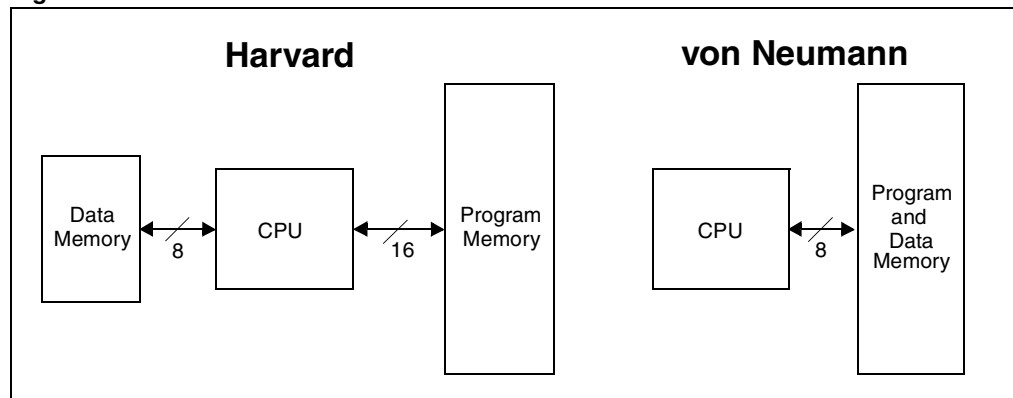 Harvard
von Neumann
Data
Memory
8
CPU
16
Program
Memory
CPU
8
Program
and
Data
Memory